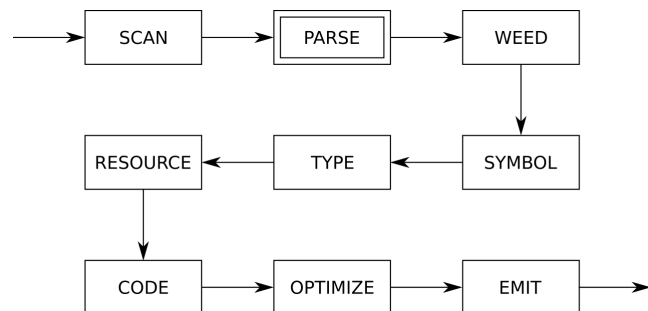 SCAN
PARSE
WEED
RESOURCE
TYPE
SYMBOL
CODE
OPTIMIZE
EMIT